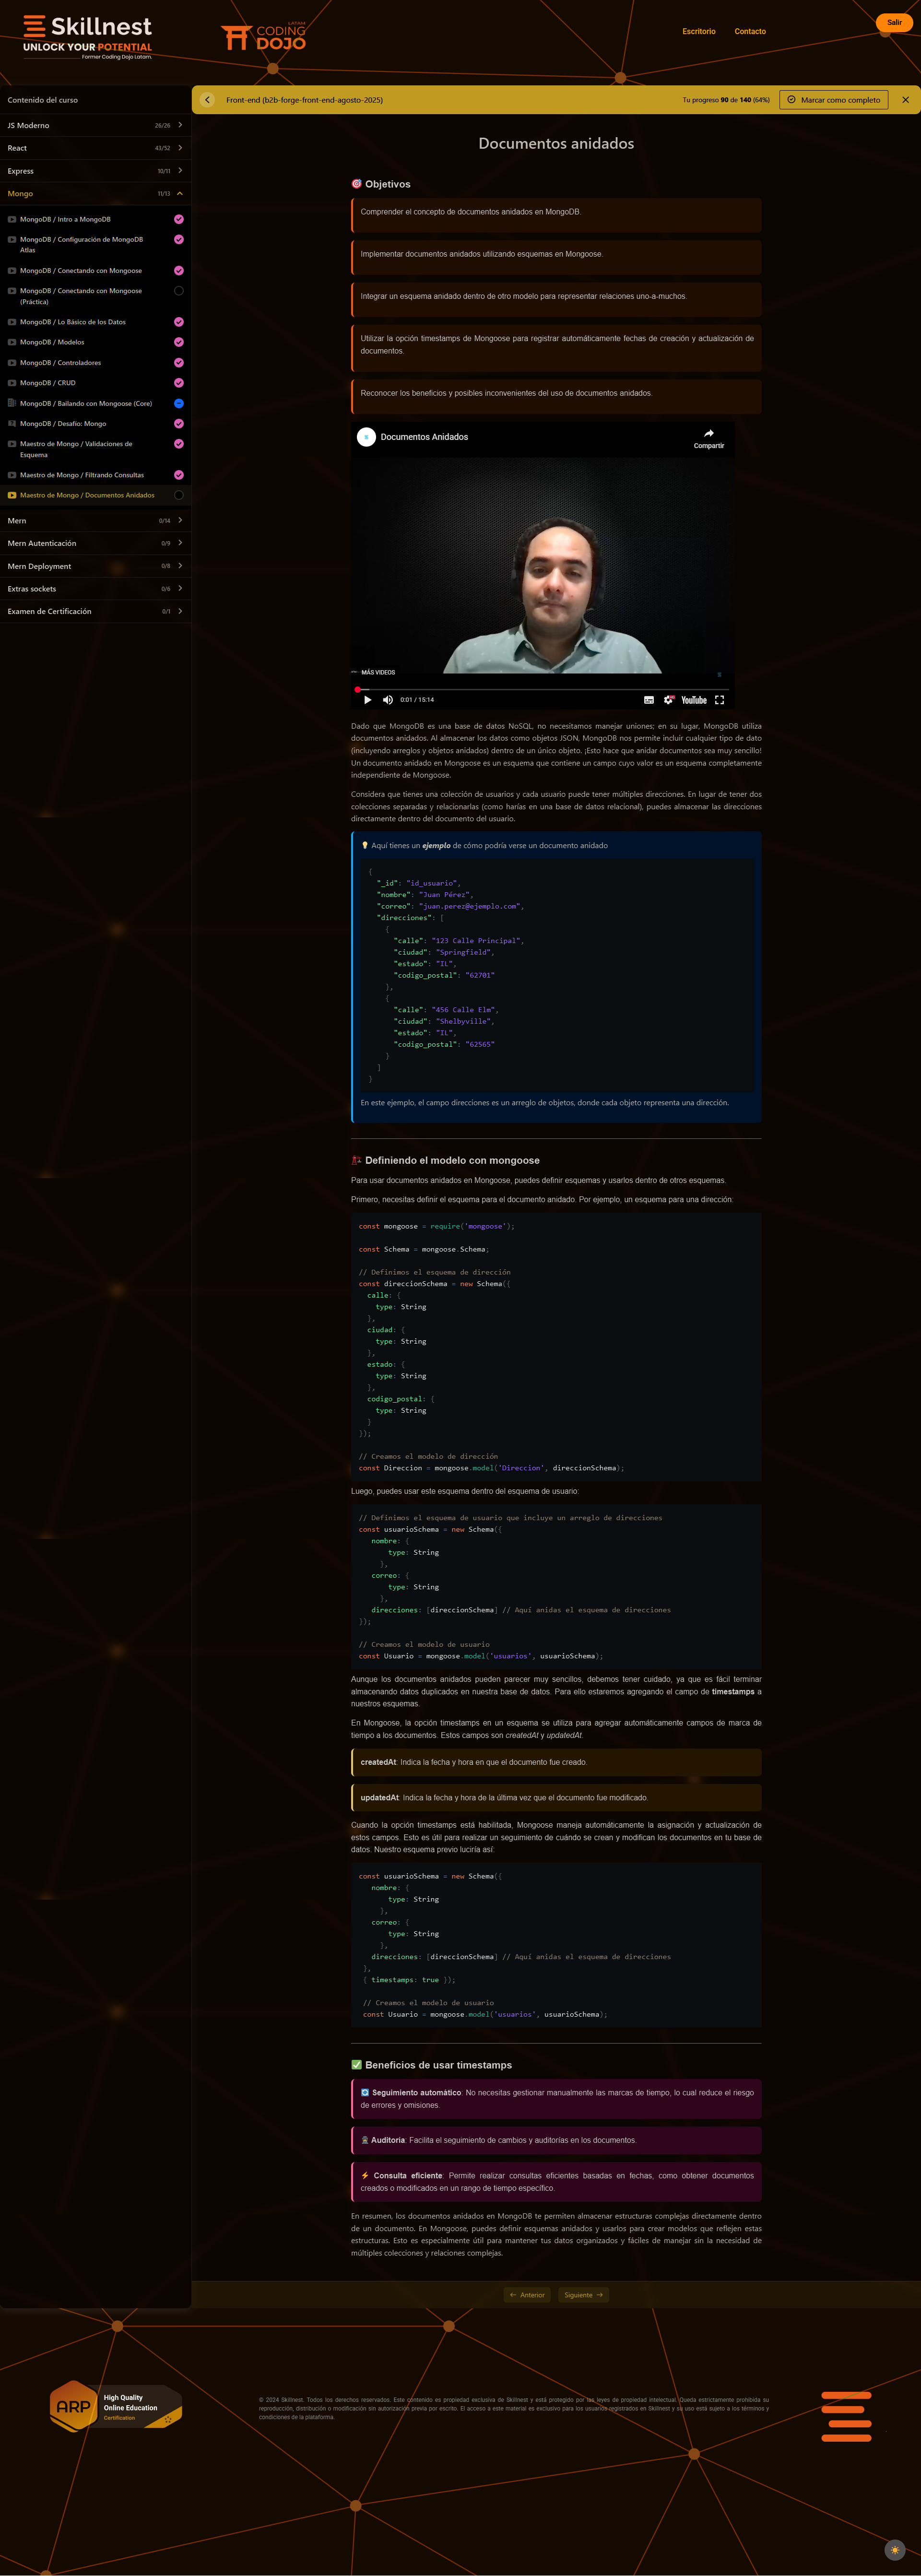 Skillnest
UNLOCK YOUR POTENTIAL
Former Coding Dojo Latam.
LATAM
CODING
DOJO
Escritorio
Contacto
Salir
Contenido del curso
JS Moderno 26/26
React 43/52
Express 10/11
Mongo 11/13
MongoDB / Intro a MongoDB
MongoDB / Configuración de MongoDB
Atlas
MongoDB / Conectando con Mongoose
MongoDB / Conectando con Mongoose
(Práctica)
MongoDB / Lo Básico de los Datos
MongoDB / Modelos
MongoDB / Controladores
MongoDB / CRUD
MongoDB / Bailando con Mongoose (Core)
MongoDB / Desafío: Mongo
Maestro de Mongo / Validaciones de
Esquema
Maestro de Mongo / Filtrando Consultas
Maestro de Mongo / Documentos Anidados
Mern 0/14
Mern Autenticación 0/9
Mern Deployment 0/8
Extras sockets 0/6
Examen de Certificación 0/1
Front-end (b2b-forge-front-end-agosto-2025)
Tu progreso 90 de 140 (64%)
Marcar como completo
Documentos anidados
🎯 Objetivos
Comprender el concepto de documentos anidados en MongoDB.
Implementar documentos anidados utilizando esquemas en Mongoose.
Integrar un esquema anidado dentro de otro modelo para representar relaciones uno-a-muchos.
Utilizar la opción timestamps de Mongoose para registrar automáticamente fechas de creación y actualización de
documentos.
Reconocer los beneficios y posibles inconvenientes del uso de documentos anidados.
Documentos Anidados
Compartir
MÁS VIDEOS
0:01 / 15:14
YouTube
Dado que MongoDB es una base de datos NoSQL, no necesitamos manejar uniones; en su lugar, MongoDB utiliza
documentos anidados. Al almacenar los datos como objetos JSON, MongoDB nos permite incluir cualquier tipo de dato
(incluyendo arreglos y objetos anidados) dentro de un único objeto. ¡Esto hace que anidar documentos sea muy sencillo!
Un documento anidado en Mongoose es un esquema que contiene un campo cuyo valor es un esquema completamente
independiente de Mongoose.
Considera que tienes una colección de usuarios y cada usuario puede tener múltiples direcciones. En lugar de tener dos
colecciones separadas y relacionarlas (como harías en una base de datos relacional), puedes almacenar las direcciones
directamente dentro del documento del usuario.
💡 Aquí tienes un ejemplo de cómo podría verse un documento anidado
{
"_id": "id_usuario",
"nombre": "Juan Pérez",
"correo": "juan.perez@ejemplo.com",
"direcciones": [
{
"calle": "123 Calle Principal",
"ciudad": "Springfield",
"estado": "IL",
"codigo_postal": "62701"
},
{
"calle": "456 Calle Elm",
"ciudad": "Shelbyville",
"estado": "IL",
"codigo_postal": "62565"
}
]
}
En este ejemplo, el campo direcciones es un arreglo de objetos, donde cada objeto representa una dirección.
Definiendo el modelo con mongoose
Para usar documentos anidados en Mongoose, puedes definir esquemas y usarlos dentro de otros esquemas.
Primero, necesitas definir el esquema para el documento anidado. Por ejemplo, un esquema para una dirección:
const mongoose = require('mongoose');
const Schema = mongoose.Schema;
// Definimos el esquema de dirección
const direccionSchema = new Schema({
calle: {
type: String
},
ciudad: {
type: String
},
estado: {
type: String
},
codigo_postal: {
type: String
}
});
// Creamos el modelo de dirección
const Direccion = mongoose.model('Direccion', direccionSchema);
Luego, puedes usar este esquema dentro del esquema de usuario:
// Definimos el esquema de usuario que incluye un arreglo de direcciones
const usuarioSchema = new Schema({
nombre: {
type: String
},
correo: {
type: String
},
direcciones: [direccionSchema] // Aquí anidas el esquema de direcciones
});
// Creamos el modelo de usuario
const Usuario = mongoose.model('usuarios', usuarioSchema);
Aunque los documentos anidados pueden parecer muy sencillos, debemos tener cuidado, ya que es fácil terminar
almacenando datos duplicados en nuestra base de datos. Para ello estaremos agregando el campo de timestamps a
nuestros esquemas.
En Mongoose, la opción timestamps en un esquema se utiliza para agregar automáticamente campos de marca de
tiempo a los documentos. Estos campos son createdAt y updatedAt.
createdAt: Indica la fecha y hora en que el documento fue creado.
updatedAt: Indica la fecha y hora de la última vez que el documento fue modificado.
Cuando la opción timestamps está habilitada, Mongoose maneja automáticamente la asignación y actualización de
estos campos. Esto es útil para realizar un seguimiento de cuándo se crean y modifican los documentos en tu base de
datos. Nuestro esquema previo luciría así:
const usuarioSchema = new Schema({
nombre: {
type: String
},
correo: {
type: String
},
direcciones: [direccionSchema] // Aquí anidas el esquema de direcciones
},
{ timestamps: true });
// Creamos el modelo de usuario
const Usuario = mongoose.model('usuarios', usuarioSchema);
✅ Beneficios de usar timestamps
Seguimiento automático: No necesitas gestionar manualmente las marcas de tiempo, lo cual reduce el riesgo
de errores y omisiones.
Auditoría: Facilita el seguimiento de cambios y auditorías en los documentos.
⚡ Consulta eficiente: Permite realizar consultas eficientes basadas en fechas, como obtener documentos
creados o modificados en un rango de tiempo específico.
En resumen, los documentos anidados en MongoDB te permiten almacenar estructuras complejas directamente dentro
de un documento. En Mongoose, puedes definir esquemas anidados y usarlos para crear modelos que reflejen estas
estructuras. Esto es especialmente útil para mantener tus datos organizados y fáciles de manejar sin la necesidad de
múltiples colecciones y relaciones complejas.
← Anterior
Siguiente →
ARP
High Quality
Online Education
Certification
© 2024 Skillnest. Todos los derechos reservados. Este contenido es propiedad exclusiva de Skillnest y está protegido por las leyes de propiedad intelectual. Queda estrictamente prohibida su
reproducción, distribución o modificación sin autorización previa por escrito. El acceso a este material es exclusivo para los usuarios registrados en Skillnest y su uso está sujeto a los términos y
condiciones de la plataforma.